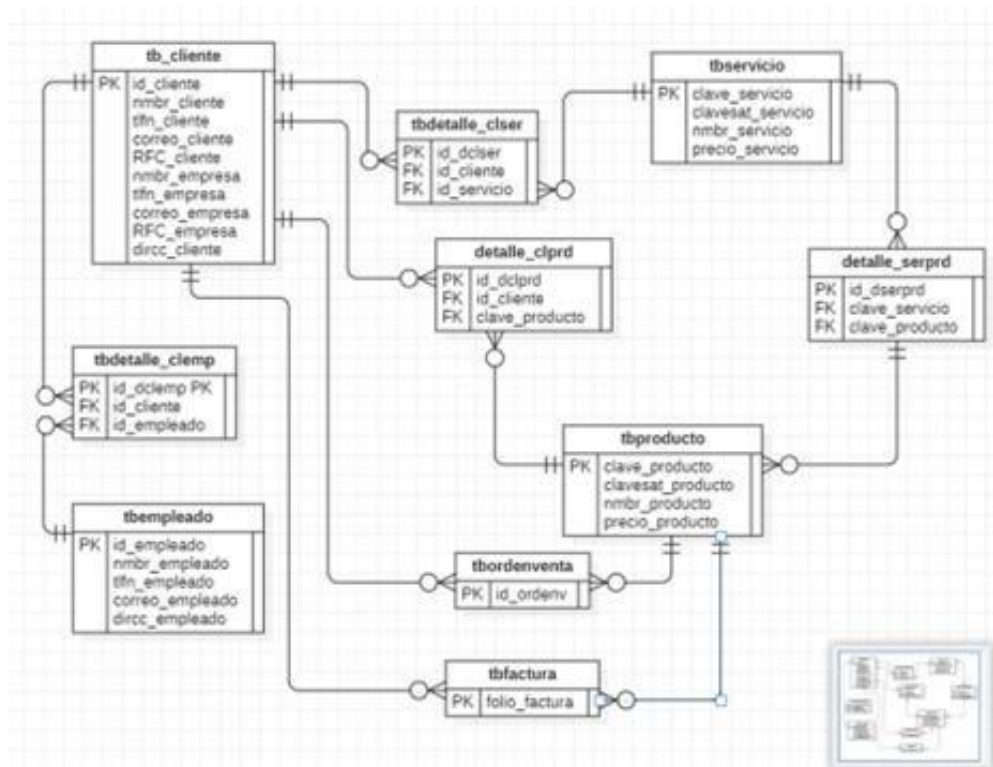 tb_cliente
PK id_cliente
nmbr_cliente
tlfn_cliente
correo_cliente
RFC_cliente
nmbr_empresa
tlfn_empresa
correo_empresa
RFC_empresa
dircc_cliente
tbdetalle_clser
PK id_dclser
FK id_cliente
FK id_servicio
tbservicio
PK clave_servicio
clavesat_servicio
nmbr_servicio
precio_servicio
detalle_clprd
PK id_dclprd
FK id_cliente
FK clave_producto
detalle_serprd
PK id_dserprd
FK clave_servicio
FK clave_producto
tbdetalle_clemp
PK id_dclemp PK
FK id_cliente
FK id_empleado
tbproducto
PK clave_producto
clavesat_producto
nmbr_producto
precio_producto
tbempleado
PK id_empleado
nmbr_empleado
tlfn_empleado
correo_empleado
dircc_empleado
tbordenventa
PK id_ordenv
tbfactura
PK folio_factura